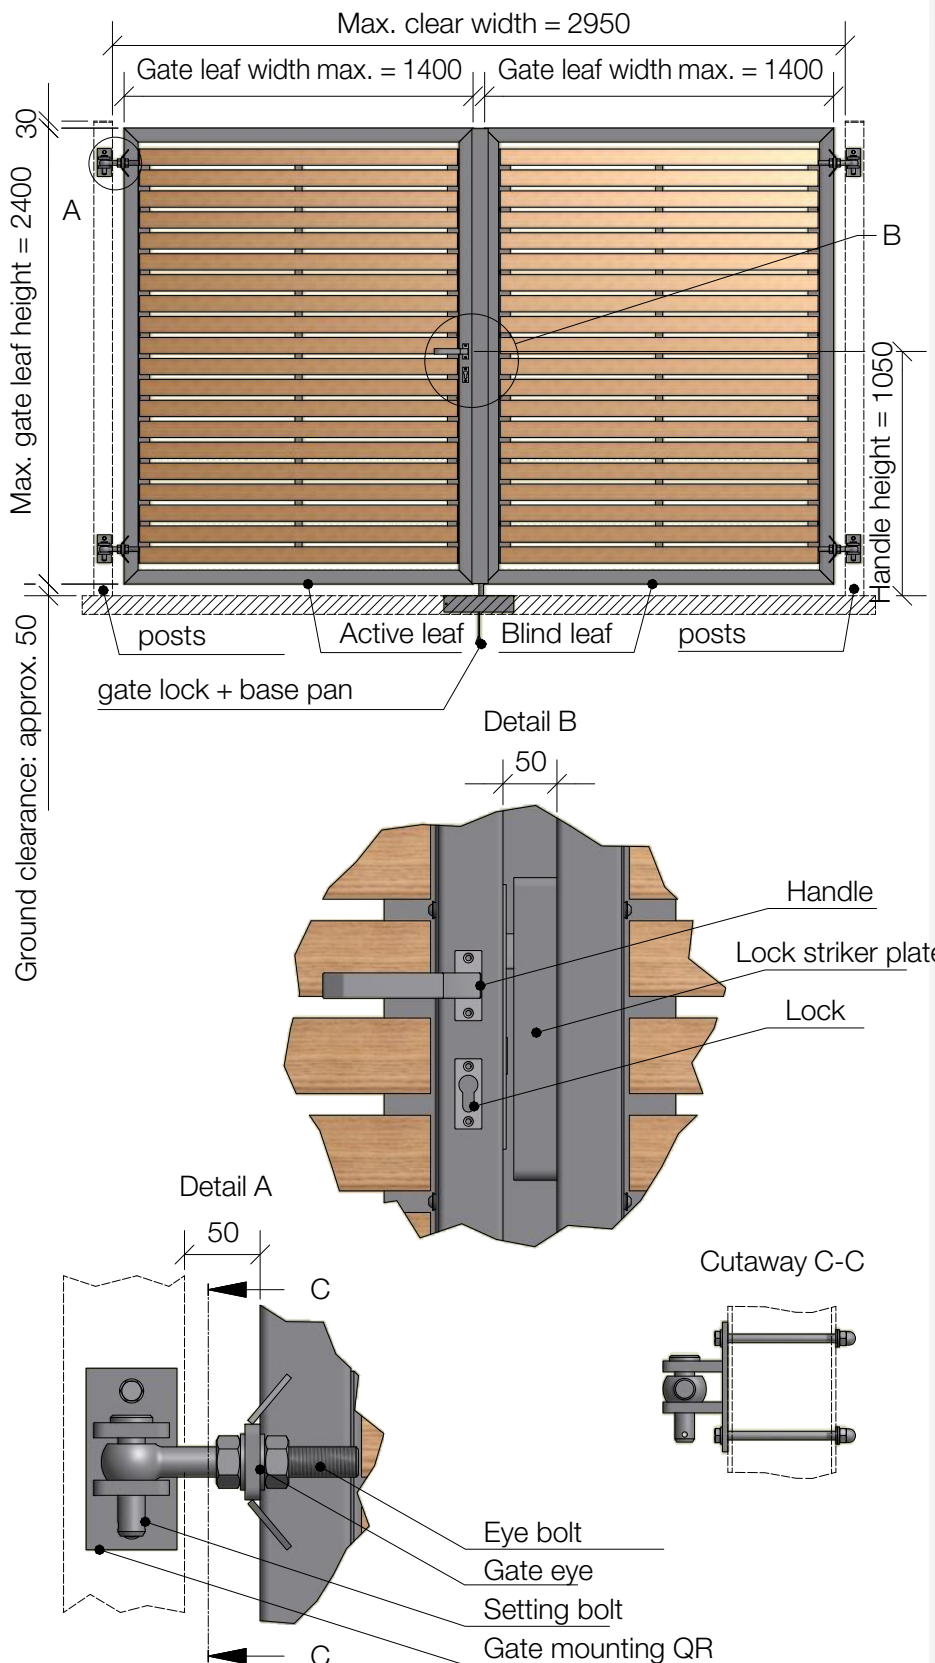 Max. clear width = 2950
Gate leaf width max. = 1400
Gate leaf width max. = 1400
30
Max. gate leaf height = 2400
A
B
Handle height = 1050
posts
Active leaf
Blind leaf
posts
gate lock + base pan
Ground clearance: approx. 50
Detail B
50
Handle
Lock striker plate
Lock
Detail A
50
C
Cutaway C-C
Eye bolt
Gate eye
Setting bolt
Gate mounting QR
C